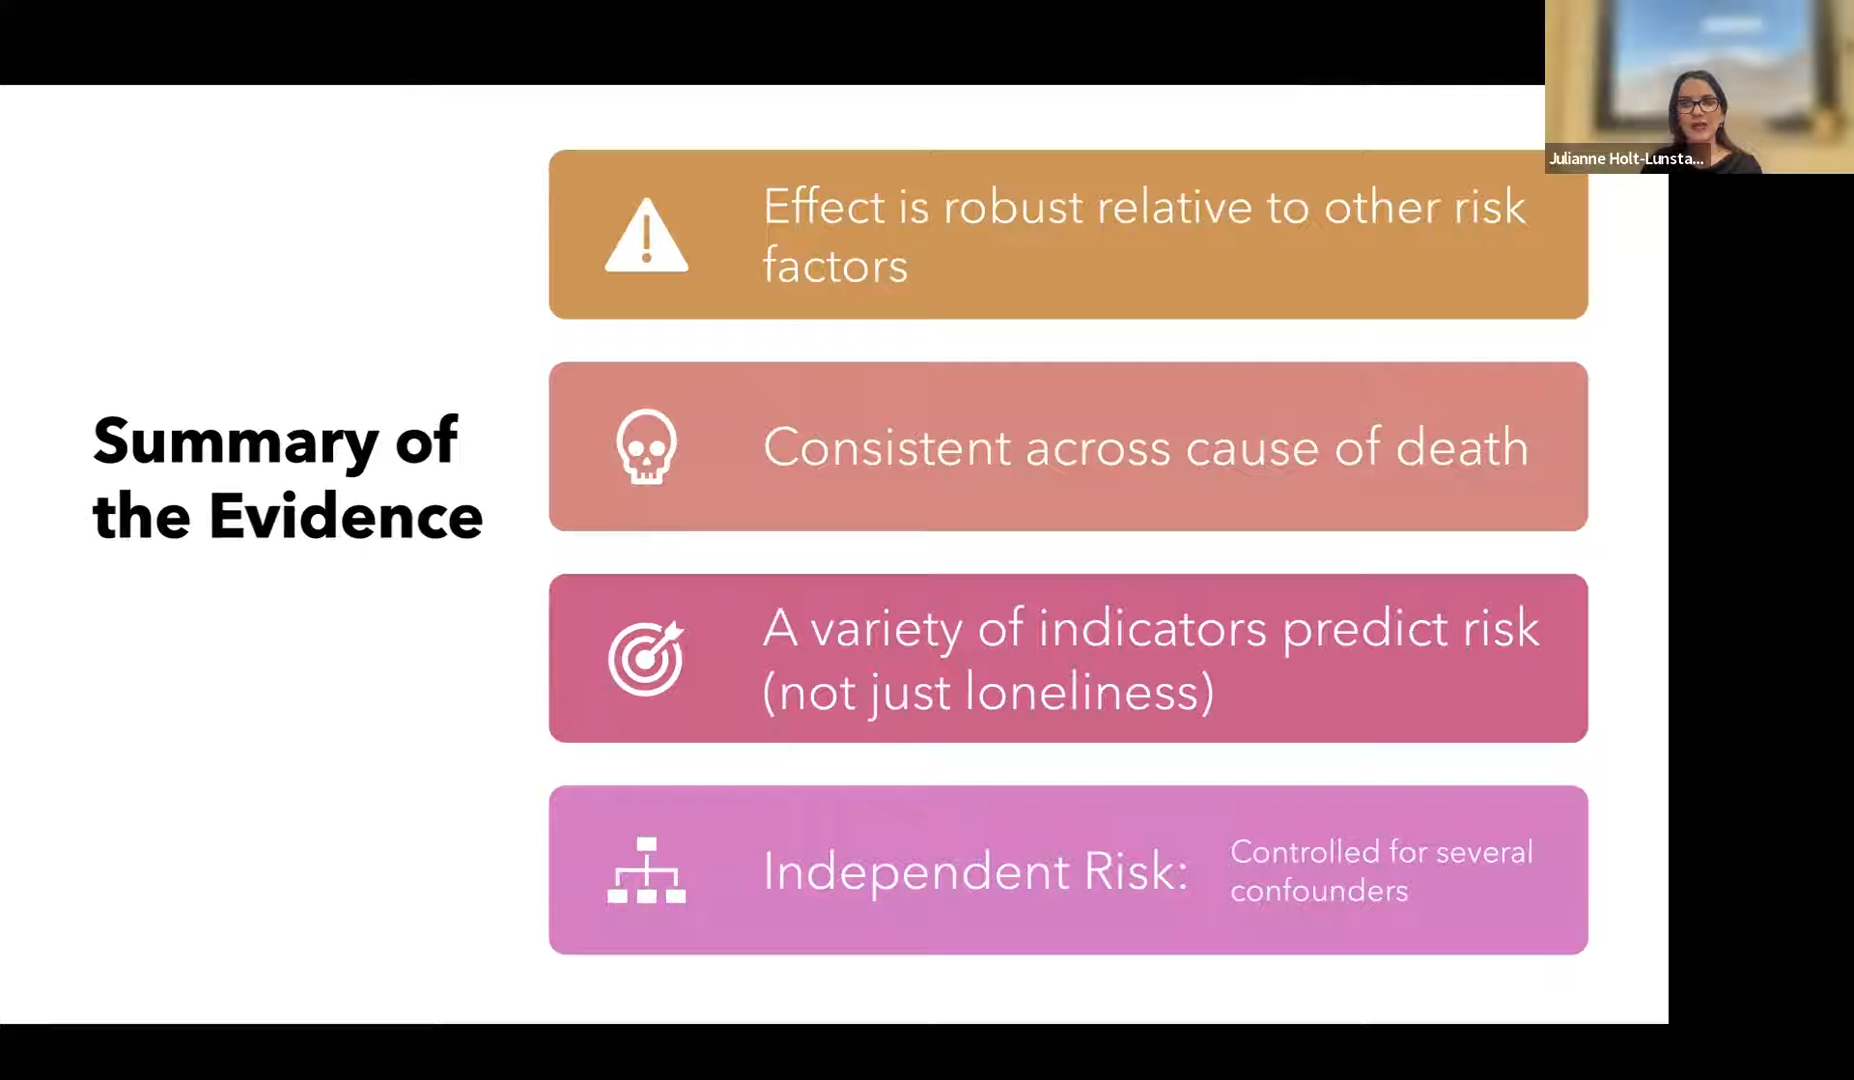 Julianne Holt-Lunsta...
Summary of
the Evidence
Effect is robust relative to other risk
factors
Consistent across cause of death
A variety of indicators predict risk
(not just loneliness)
Independent Risk:
Controlled for several
confounders